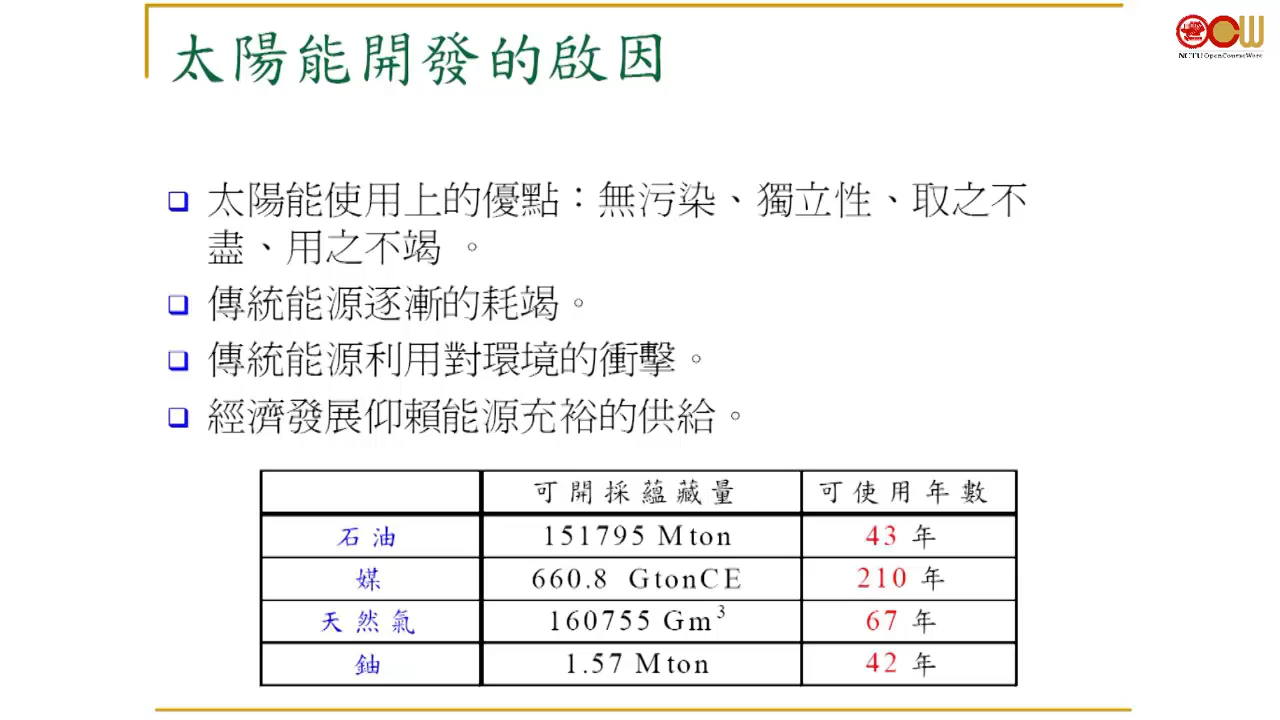 太陽能開發的啟因
OCW
NCTU OpenCourseWare
太陽能使用上的優點：無污染、獨立性、取之不
盡、用之不竭 。
傳統能源逐漸的耗竭。
傳統能源利用對環境的衝擊。
經濟發展仰賴能源充裕的供給。
可開採蘊藏量 可使用年數
石油 151795 Mton 43 年
媒 660.8 GtonCE 210 年
天然氣 160755 Gm³ 67 年
鈾 1.57 Mton 42 年